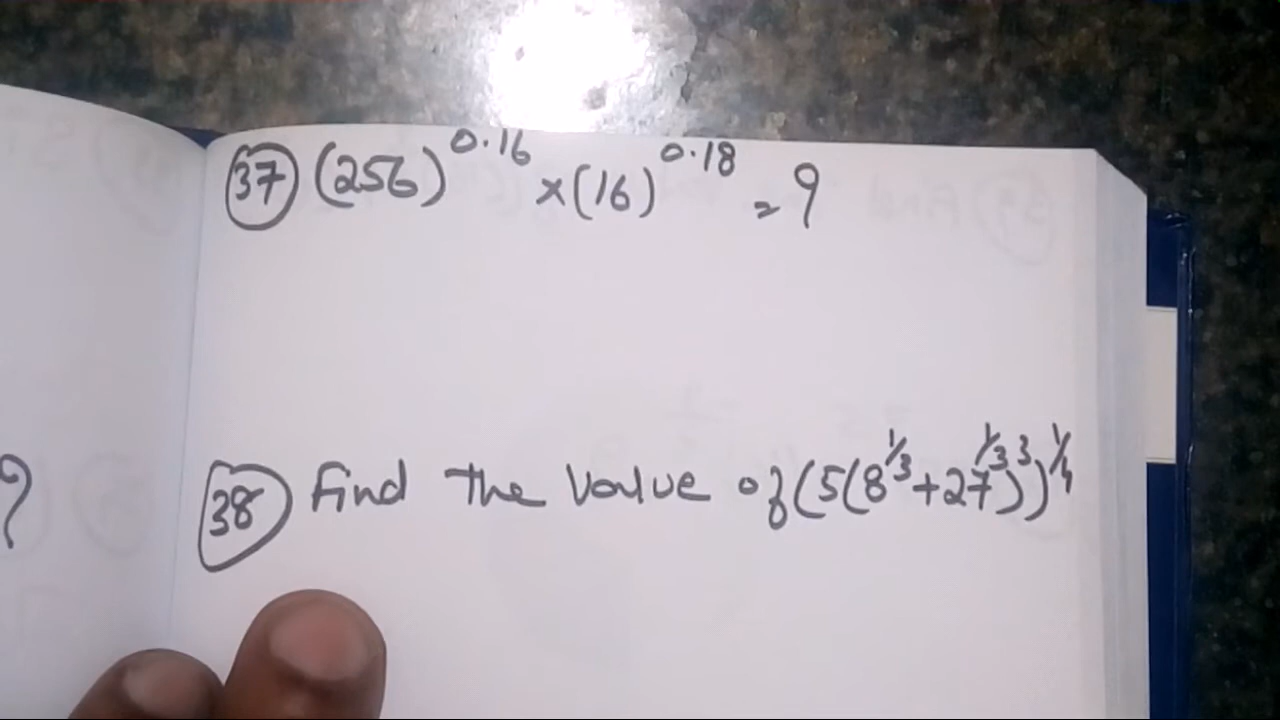 37 (256)^0.16 × (16)^0.18 = ?
?
38 Find the value of (5(8^1/3 + 27^1/3)^3)^1/4